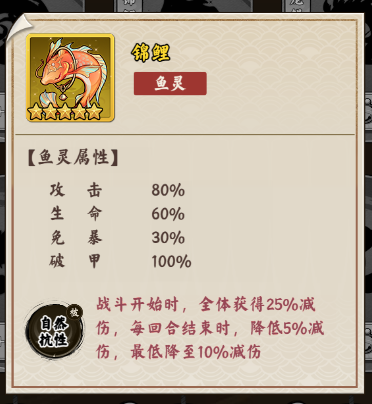 锦鲤
鱼灵
【鱼灵属性】
攻 击 80%
生 命 60%
免 暴 30%
破 甲 100%
自然
抗性
被
战斗开始时，全体获得25%减
伤，每回合结束时，降低5%减
伤，最低降至10%减伤